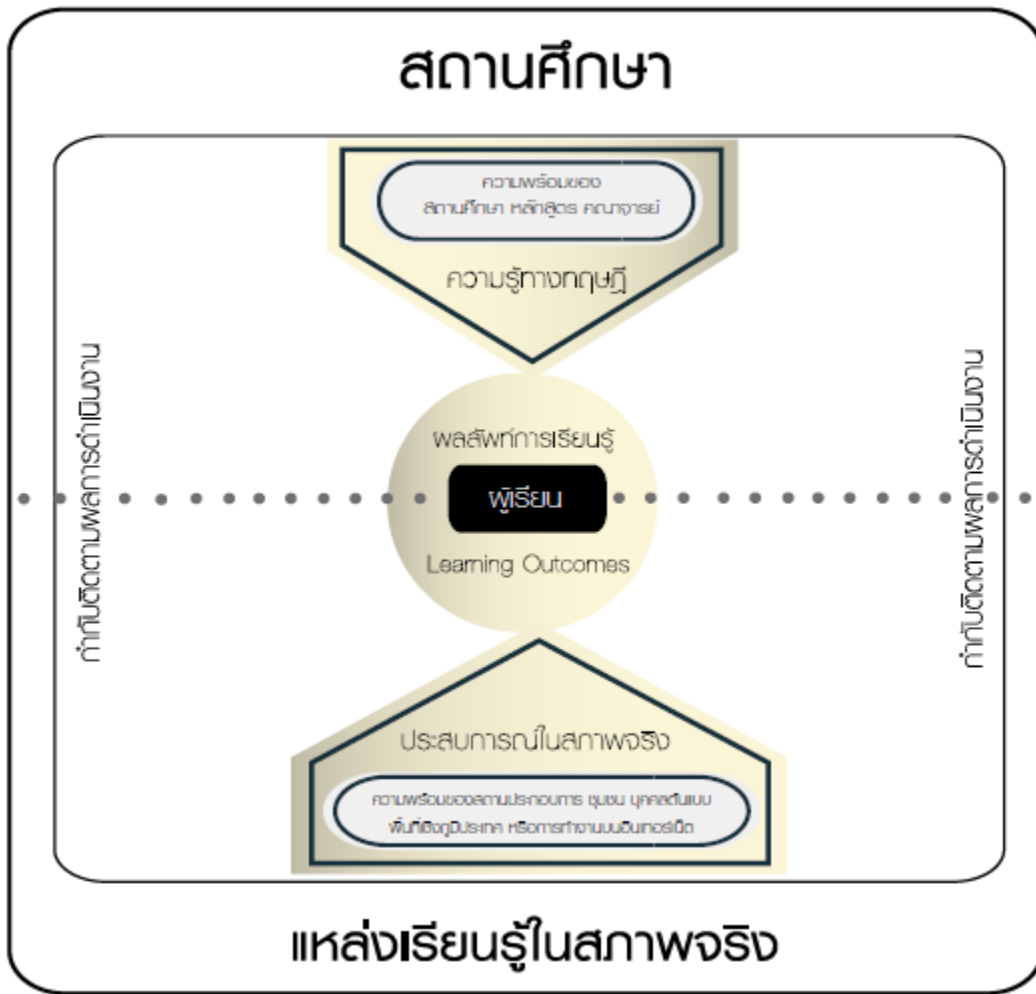 สถานศึกษา
ความพร้อมของ
สถานศึกษา หลักสูตร คณาจารย์
ความรู้ทางทฤษฎี
กำกับติดตามผลการดำเนินงาน
ผลลัพท์การเรียนรู้
ผู้เรียน
Learning Outcomes
กำกับติดตามผลการดำเนินงาน
ประสบการณ์ในสภาพจริง
ความพร้อมของสถานประกอบการ ชุมชน บุคคลต้นแบบ
พื้นที่เชิงภูมิประเทศ หรือการทำงานบนอินเทอร์เน็ต
แหล่งเรียนรู้ในสภาพจริง